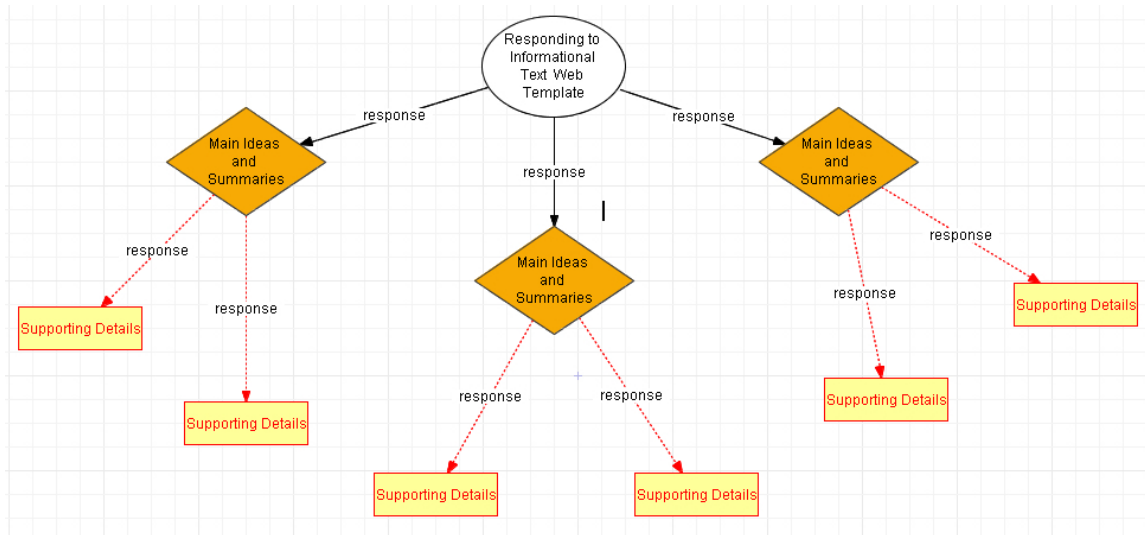 Responding to
Informational
Text Web
Template
response
response
response
Main Ideas
and
Summaries
Main Ideas
and
Summaries
Main Ideas
and
Summaries
response
response
response
response
response
response
Supporting Details
Supporting Details
Supporting Details
Supporting Details
Supporting Details
Supporting Details